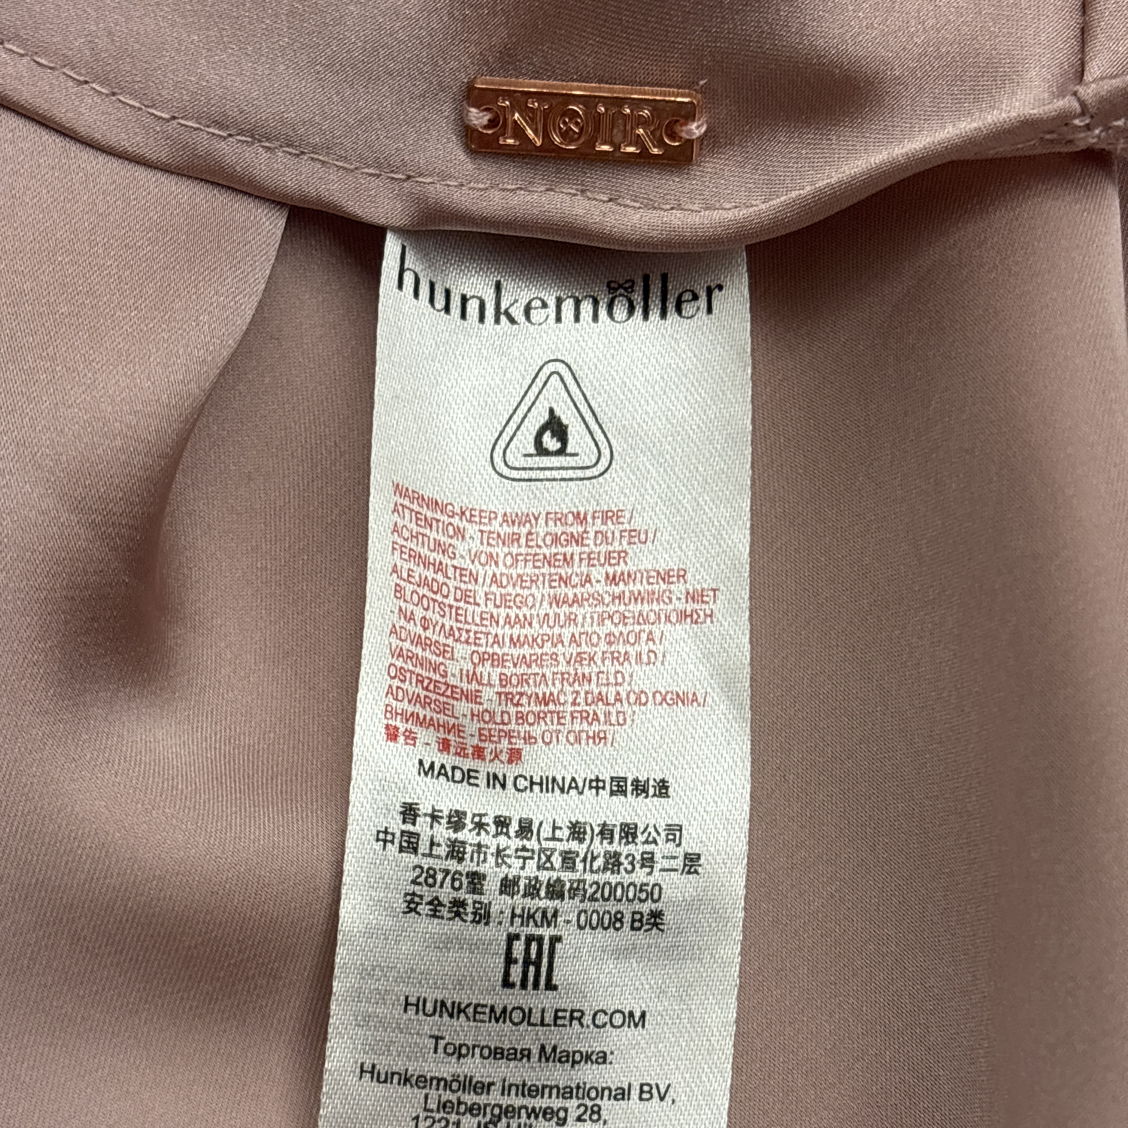 NOIR
hunkemöller
WARNING-KEEP AWAY FROM FIRE /
ATTENTION - TENIR ÉLOIGNÉ DU FEU /
ACHTUNG - VON OFFENEM FEUER
FERNHALTEN / ADVERTENCIA - MANTENER
ALEJADO DEL FUEGO / WAARSCHUWING - NIET
BLOOTSTELLEN AAN VUUR / ΠΡΟΕΙΔΟΠΟΙΗΣΗ
- ΝΑ ΦΥΛΑΣΣΕΤΑΙ ΜΑΚΡΙΑ ΑΠΟ ΦΛΟΓΑ /
ADVARSEL - OPBEVARES VÆK FRA ILD /
VARNING - HÅLL BORTA FRÅN ELD /
OSTRZEŻENIE - TRZYMAĆ Z DALA OD OGNIA /
ADVARSEL - HOLD BORTE FRA ILD /
ВНИМАНИЕ - БЕРЕЧЬ ОТ ОГНЯ /
警告 - 请远离火源
MADE IN CHINA/中国制造
香卡缪乐贸易(上海)有限公司
中国上海市长宁区宣化路3号二层
2876室 邮政编码200050
安全类别 : HKM - 0008 B类
EAC
HUNKEMOLLER.COM
Торговая Марка:
Hunkemöller International BV,
Liebergerweg 28,
1221 JS